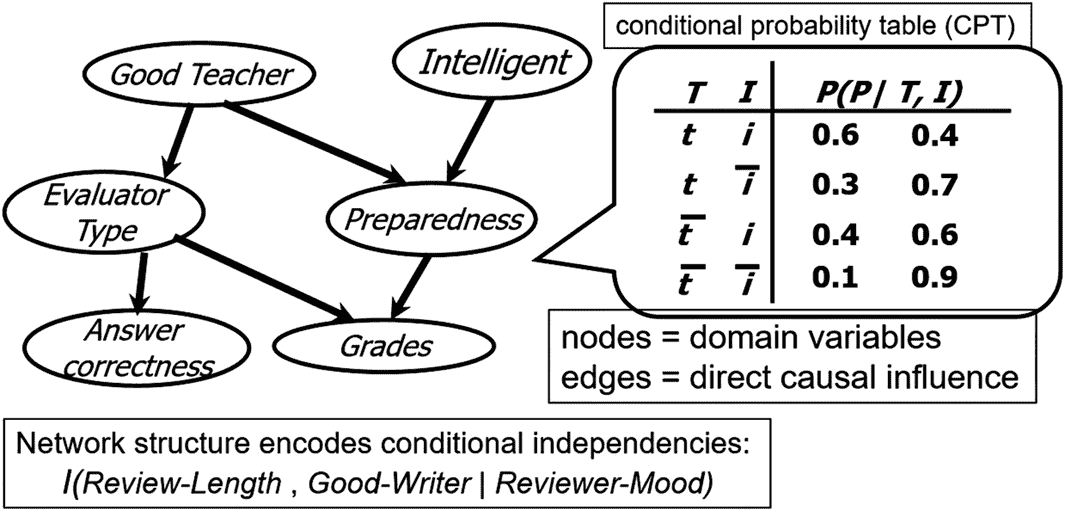 conditional probability table (CPT)
Good Teacher
Intelligent
Evaluator
Type
Preparedness
Answer
correctness
Grades
T I P(P| T, I)
t i 0.6 0.4
t i̅ 0.3 0.7
t̅ i 0.4 0.6
t̅ i̅ 0.1 0.9
nodes = domain variables
edges = direct causal influence
Network structure encodes conditional independencies:
I(Review-Length , Good-Writer | Reviewer-Mood)